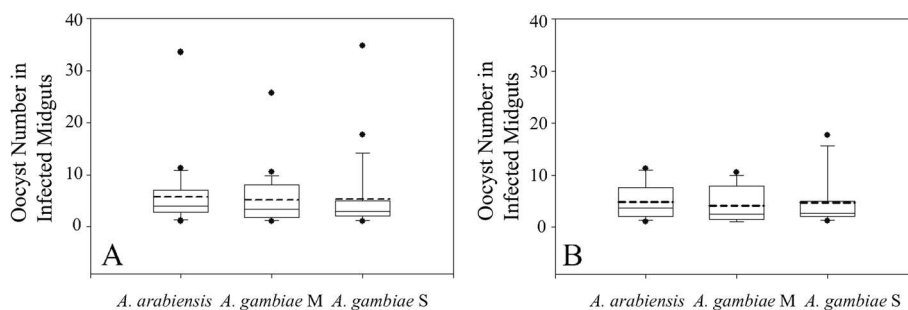 Oocyst Number in
Infected Midguts
40
30
20
10
0
A
A. arabiensis A. gambiae M A. gambiae S
Oocyst Number in
Infected Midguts
40
30
20
10
0
B
A. arabiensis A. gambiae M A. gambiae S